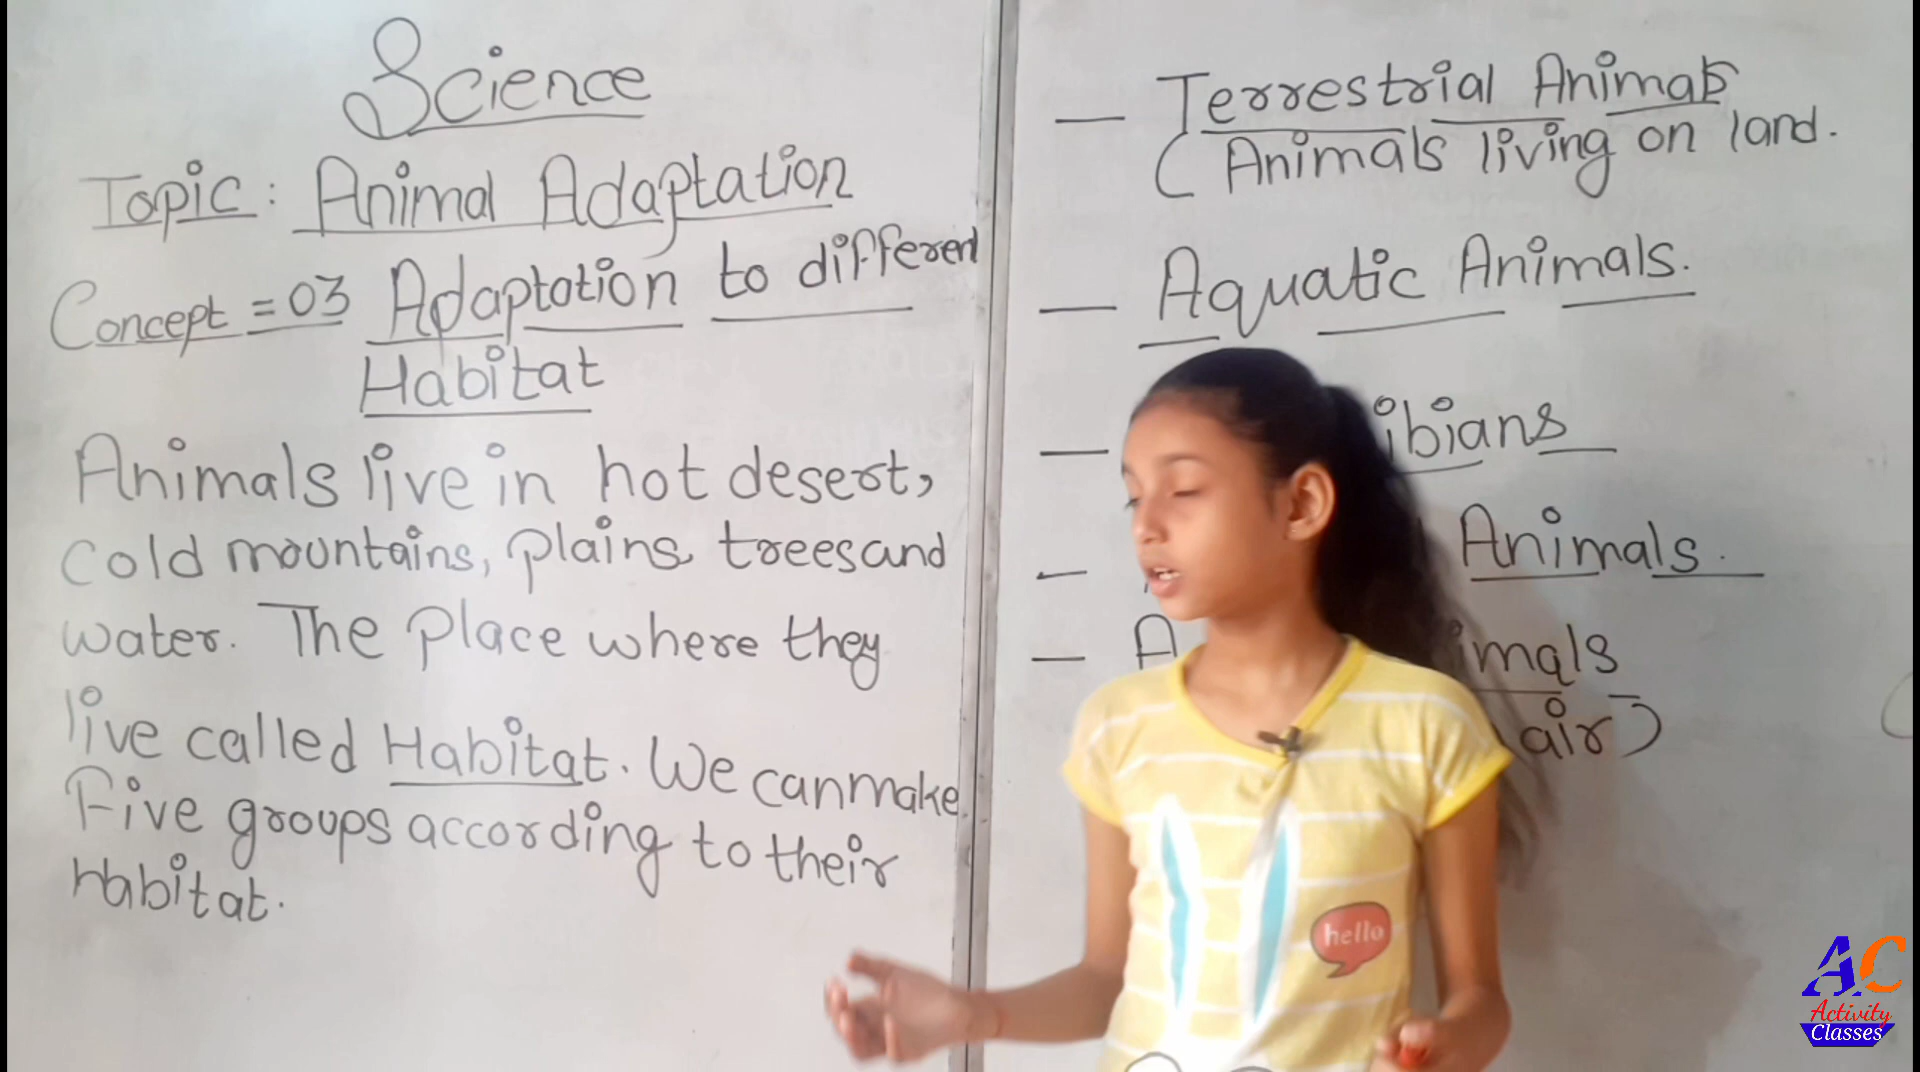 Science
Topic: Animal Adaptation
Concept = 03 Adaptation to different
Habitat
Animals live in hot desert,
cold mountains, plains trees and
water. The place where they
live called Habitat. We can make
Five groups according to their
Habitat.
— Terrestrial Animals
( Animals living on land.
— Aquatic Animals.
— ibians
— Animals.
— A imals
air)
hello
AC
Activity
Classes